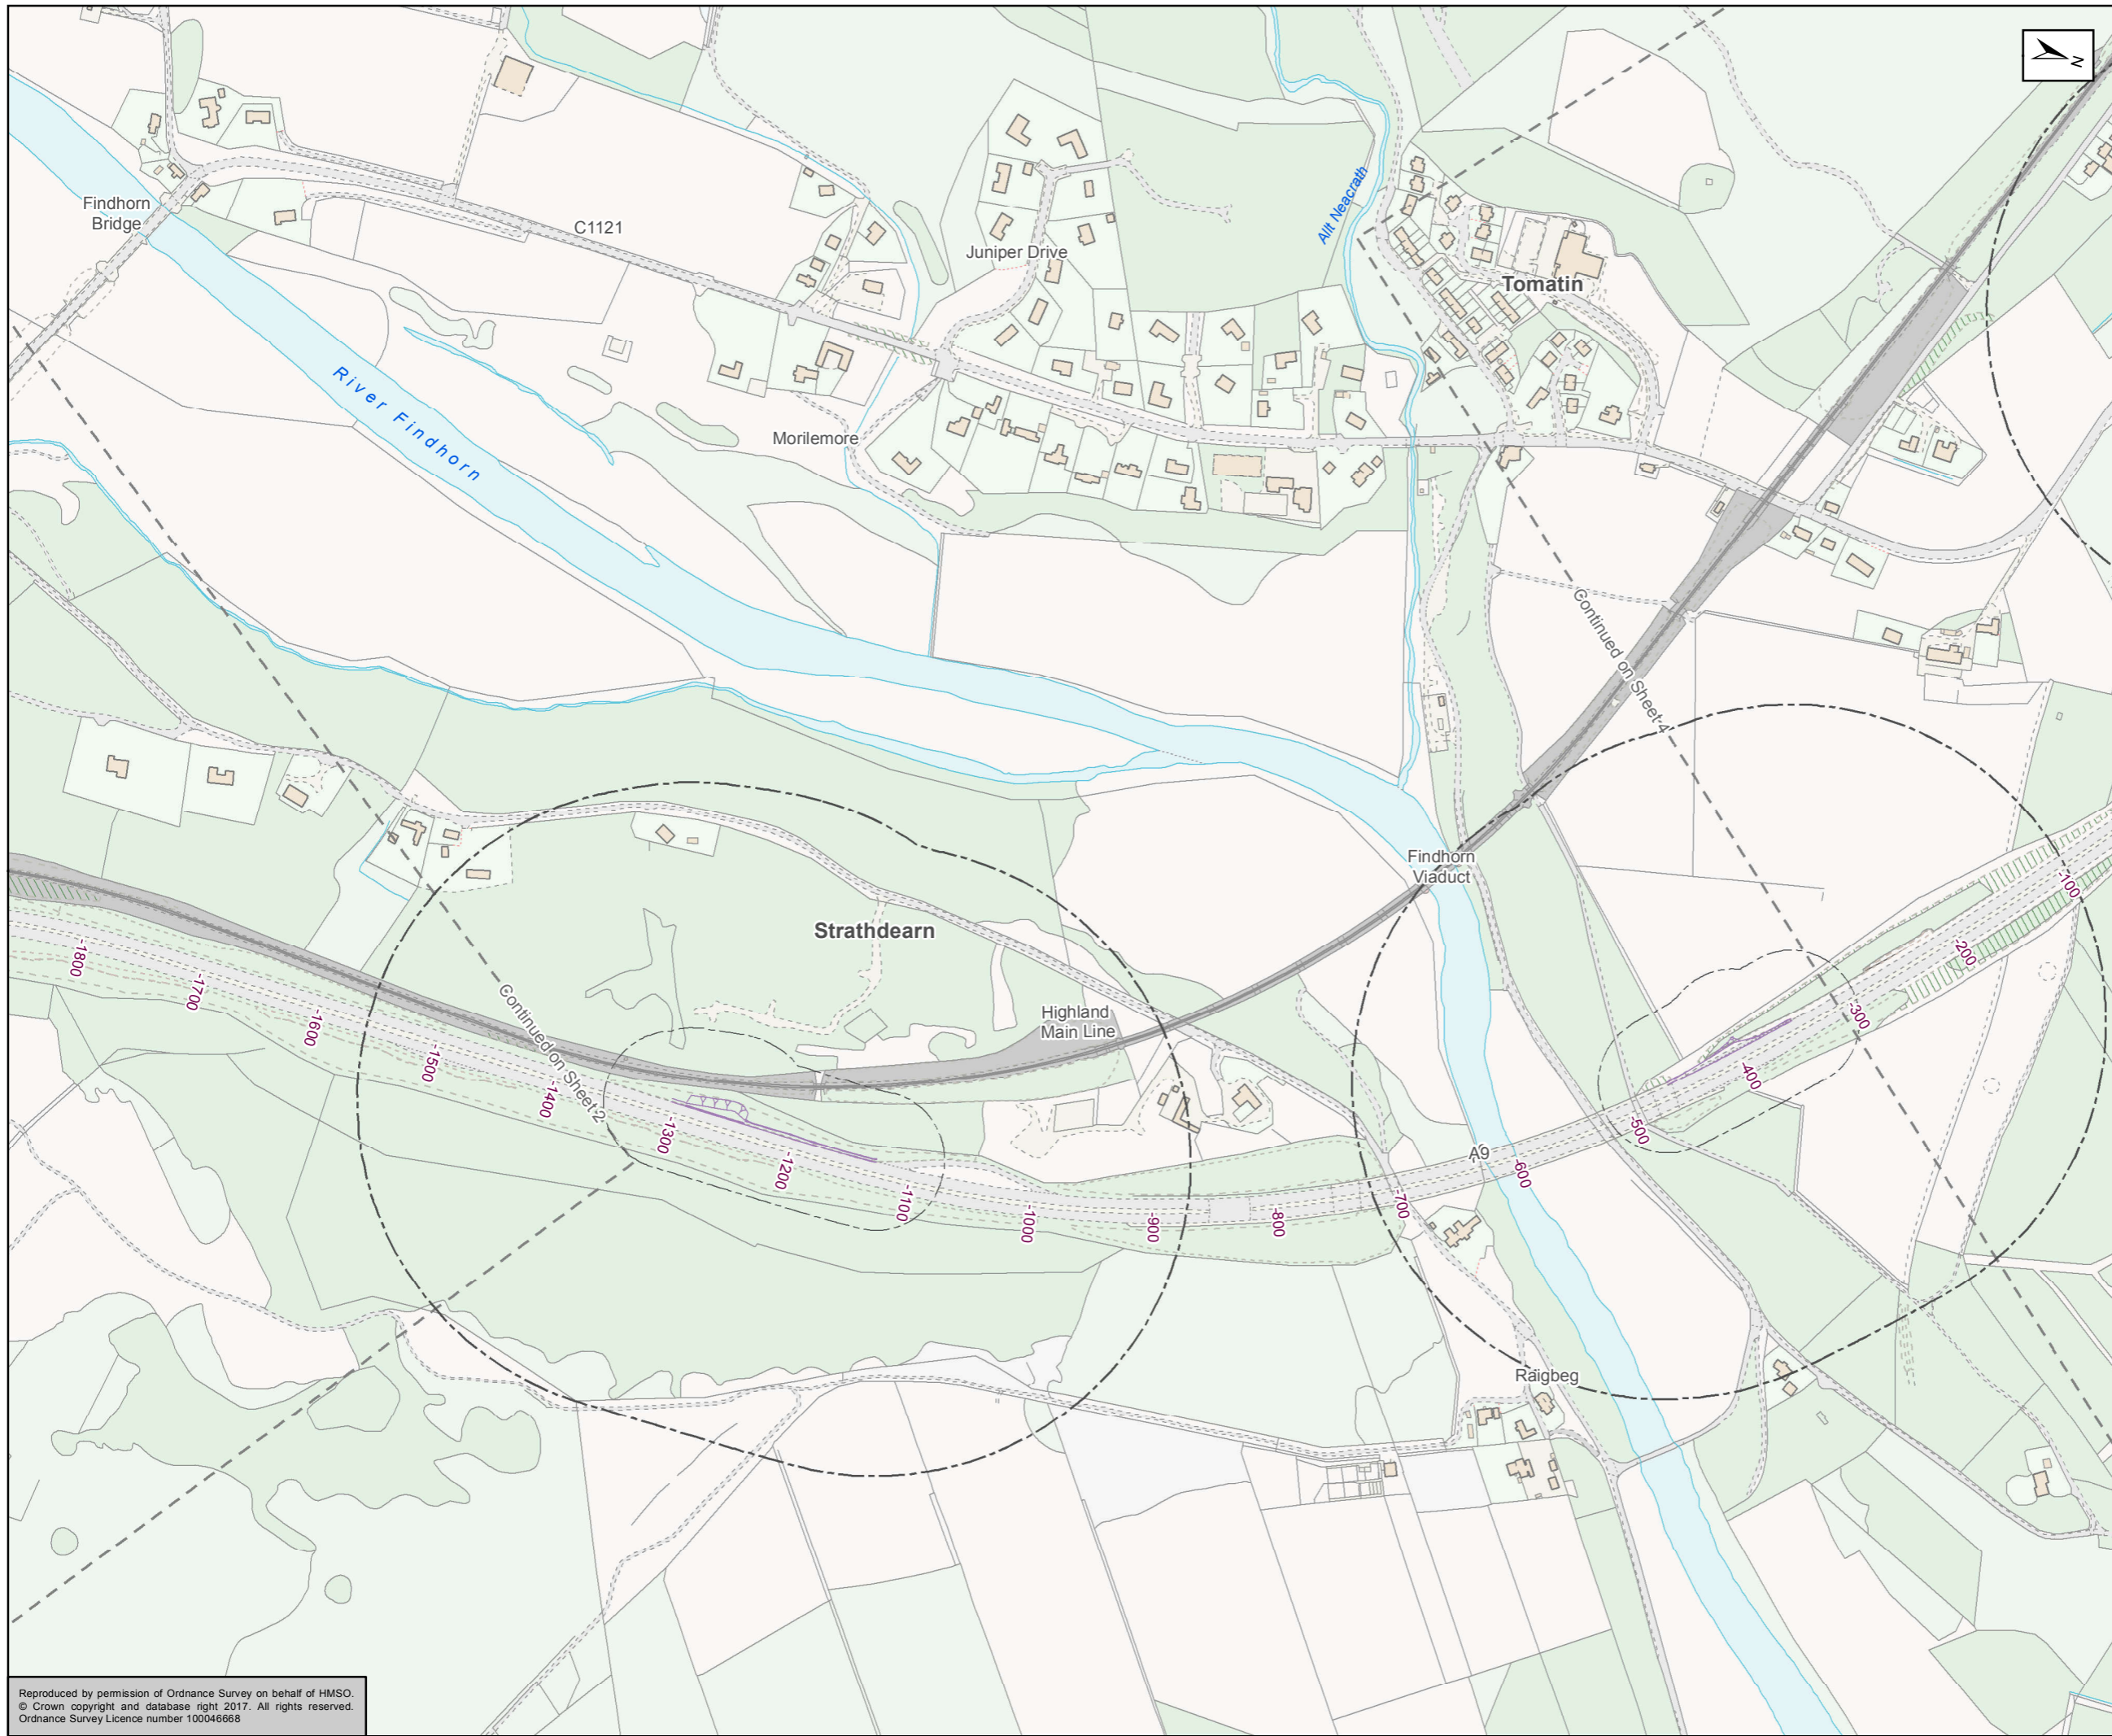 N
Findhorn
Bridge
C1121
Juniper Drive
Allt Neacrath
Tomatin
River Findhorn
Morilemore
Continued on Sheet 4
Findhorn
Viaduct
Strathdearn
Highland
Main Line
Continued on Sheet 2
A9
Raigbeg
-1800
-1700
-1600
-1500
-1400
-1300
-1200
-1100
-1000
-900
-800
-700
-600
-500
-400
-300
-200
-100
Reproduced by permission of Ordnance Survey on behalf of HMSO.
© Crown copyright and database right 2017. All rights reserved.
Ordnance Survey Licence number 100046668